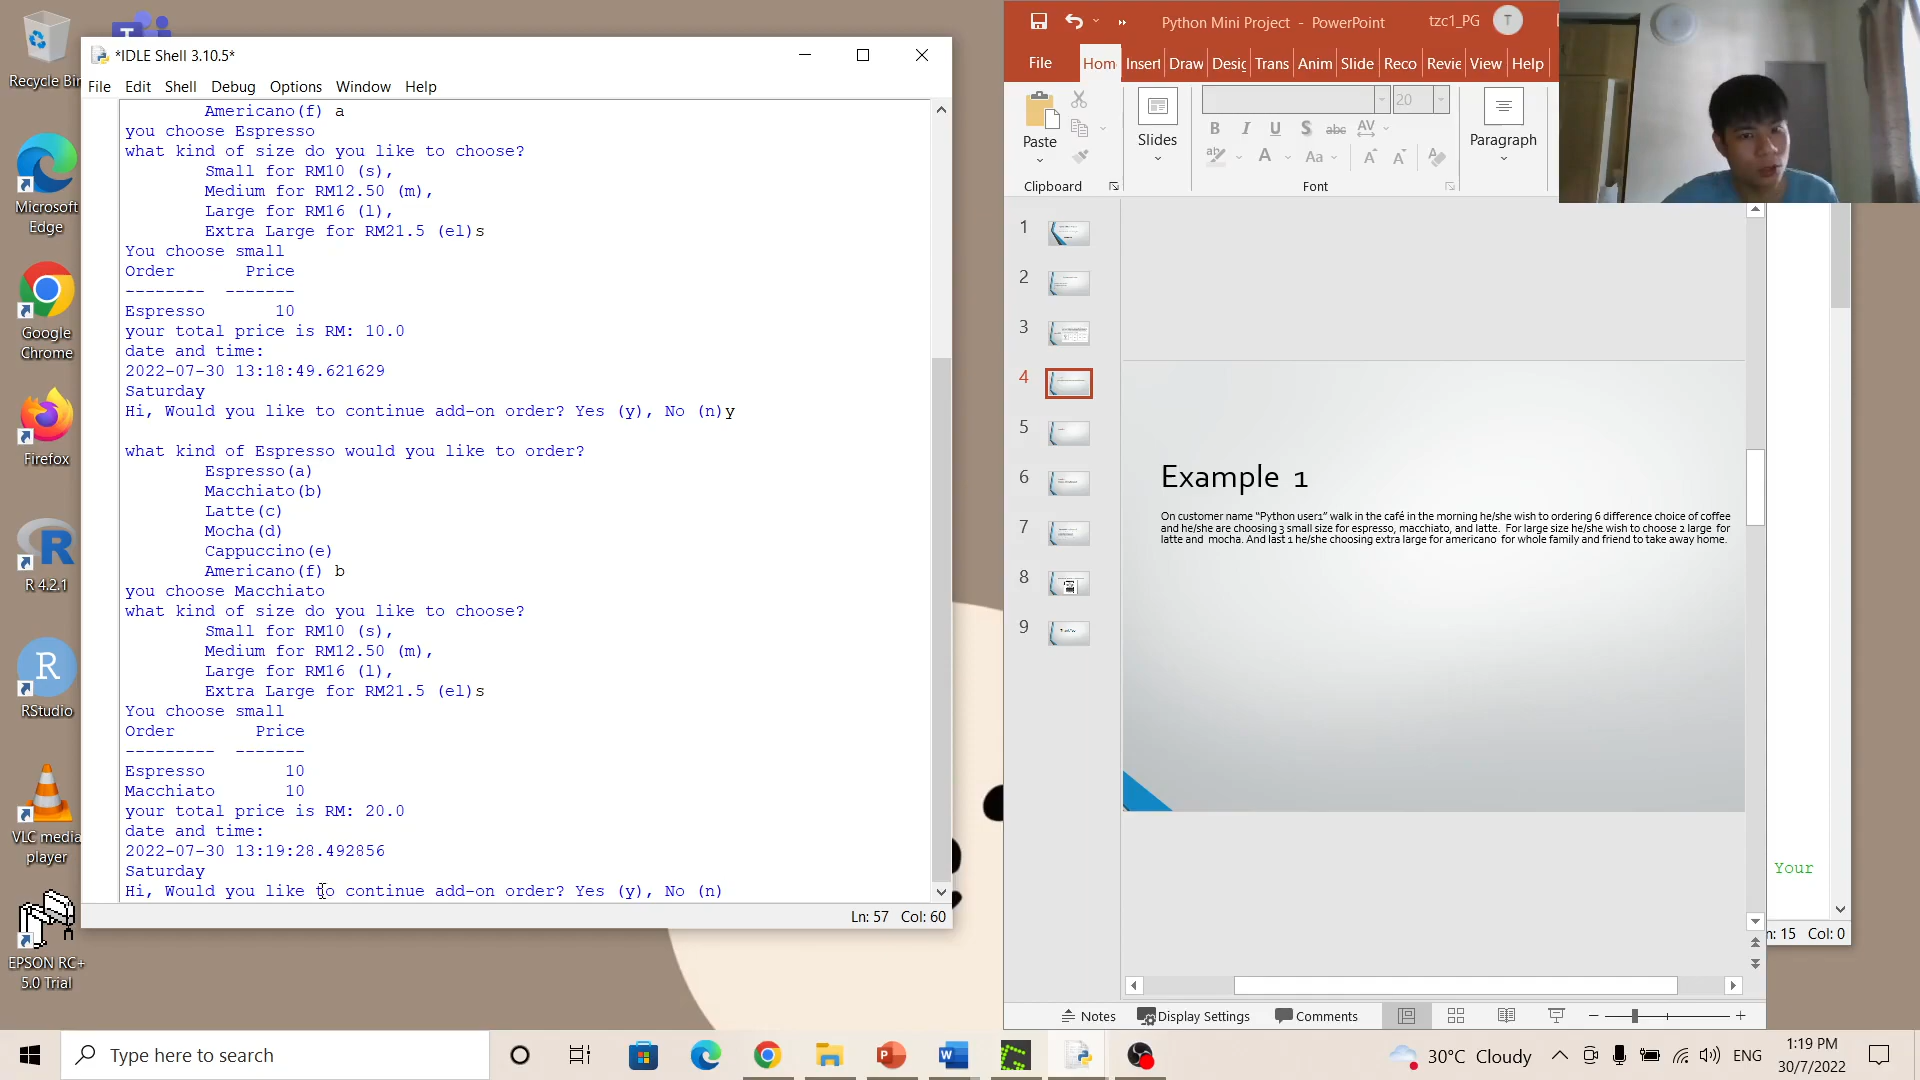 Recycle Bin
Microsoft
Edge
Google
Chrome
Firefox
R 4.2.1
RStudio
VLC media
player
EPSON RC+
5.0 Trial
*IDLE Shell 3.10.5*
File Edit Shell Debug Options Window Help
Americano(f) a
you choose Espresso
what kind of size do you like to choose?
Small for RM10 (s),
Medium for RM12.50 (m),
Large for RM16 (l),
Extra Large for RM21.5 (el)s
You choose small
Order Price
-------- -------
Espresso 10
your total price is RM: 10.0
date and time:
2022-07-30 13:18:49.621629
Saturday
Hi, Would you like to continue add-on order? Yes (y), No (n)y
what kind of Espresso would you like to order?
Espresso(a)
Macchiato(b)
Latte(c)
Mocha(d)
Cappuccino(e)
Americano(f) b
you choose Macchiato
what kind of size do you like to choose?
Small for RM10 (s),
Medium for RM12.50 (m),
Large for RM16 (l),
Extra Large for RM21.5 (el)s
You choose small
Order Price
--------- -------
Espresso 10
Macchiato 10
your total price is RM: 20.0
date and time:
2022-07-30 13:19:28.492856
Saturday
Hi, Would you like to continue add-on order? Yes (y), No (n)
Ln: 57 Col: 60
Python Mini Project - PowerPoint
tzc1_PG T
File Hom Insert Draw Desig Trans Anim Slide Reco Revie View Help
Paste
Clipboard
Slides
20
B I U S abc AV
A Aa A A
Font
Paragraph
1
2
3
4
5
6
7
8
9
Example 1
On customer name “Python user1” walk in the café in the morning he/she wish to ordering 6 difference choice of coffee
and he/she are choosing 3 small size for espresso, macchiato, and latte. For large size he/she wish to choose 2 large for
latte and mocha. And last 1 he/she choosing extra large for americano for whole family and friend to take away home.
Notes Display Settings Comments
Your
n: 15 Col: 0
Type here to search
30°C Cloudy
ENG
1:19 PM
30/7/2022